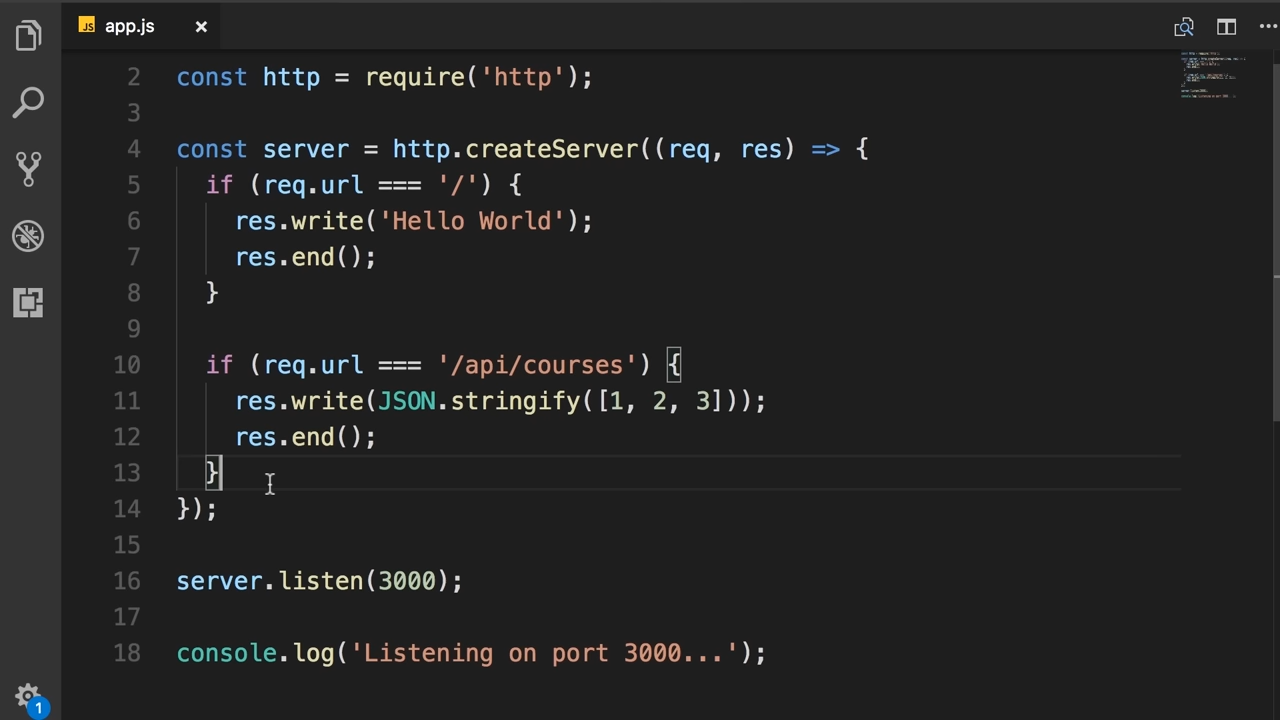 JS app.js ×
2 const http = require('http');
3
4 const server = http.createServer((req, res) => {
5 if (req.url === '/') {
6 res.write('Hello World');
7 res.end();
8 }
9
10 if (req.url === '/api/courses') {
11 res.write(JSON.stringify([1, 2, 3]));
12 res.end();
13 }
14 });
15
16 server.listen(3000);
17
18 console.log('Listening on port 3000...');
1